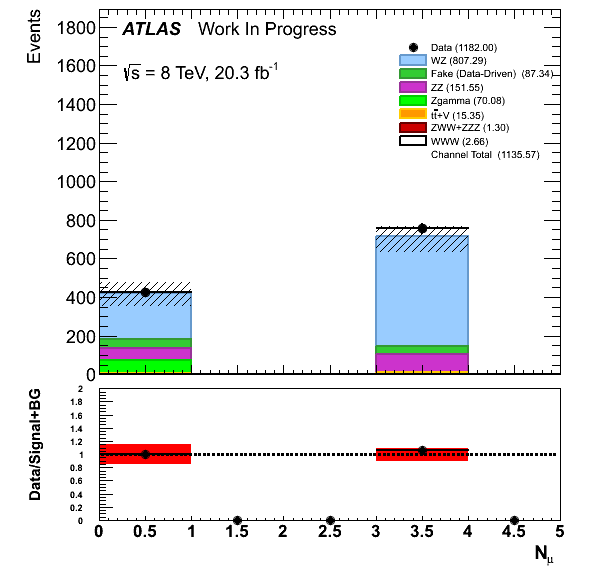 Events
ATLAS Work In Progress
√s = 8 TeV, 20.3 fb⁻¹
Data (1182.00)
WZ (807.29)
Fake (Data-Driven) (87.34)
ZZ (151.55)
Zgamma (70.08)
tt̄+V (15.35)
ZWW+ZZZ (1.30)
WWW (2.66)
Channel Total (1135.57)
1800
1600
1400
1200
1000
800
600
400
200
0
Data/Signal+BG
2
1.8
1.6
1.4
1.2
1
0.8
0.6
0.4
0.2
0
0 0.5 1 1.5 2 2.5 3 3.5 4 4.5 5
Nμ